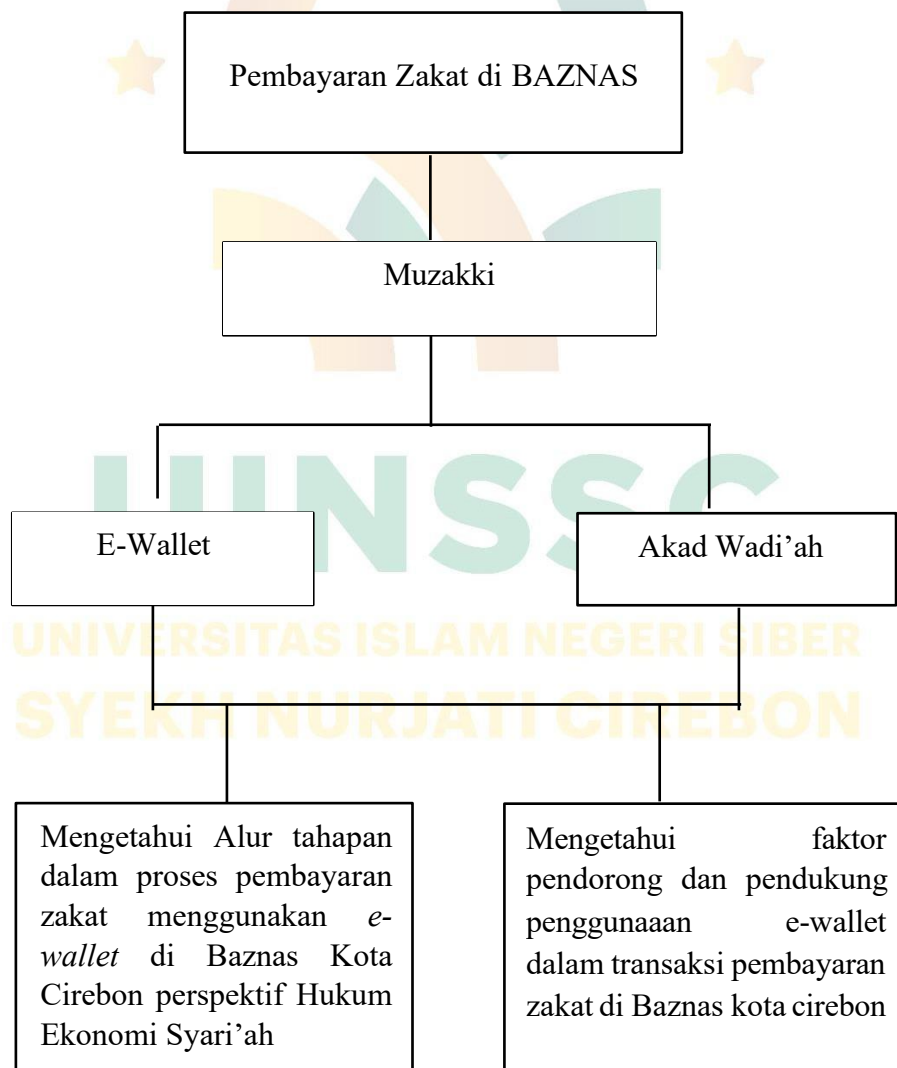 Pembayaran Zakat di BAZNAS
Muzakki
UINSSC
E-Wallet
Akad Wadi’ah
UNIVERSITAS ISLAM NEGERI SIBER
SYEKH NURJATI CIREBON
Mengetahui Alur tahapan
dalam proses pembayaran
zakat menggunakan e-
wallet di Baznas Kota
Cirebon perspektif Hukum
Ekonomi Syari’ah
Mengetahui faktor
pendorong dan pendukung
penggunaaan e-wallet
dalam transaksi pembayaran
zakat di Baznas kota cirebon